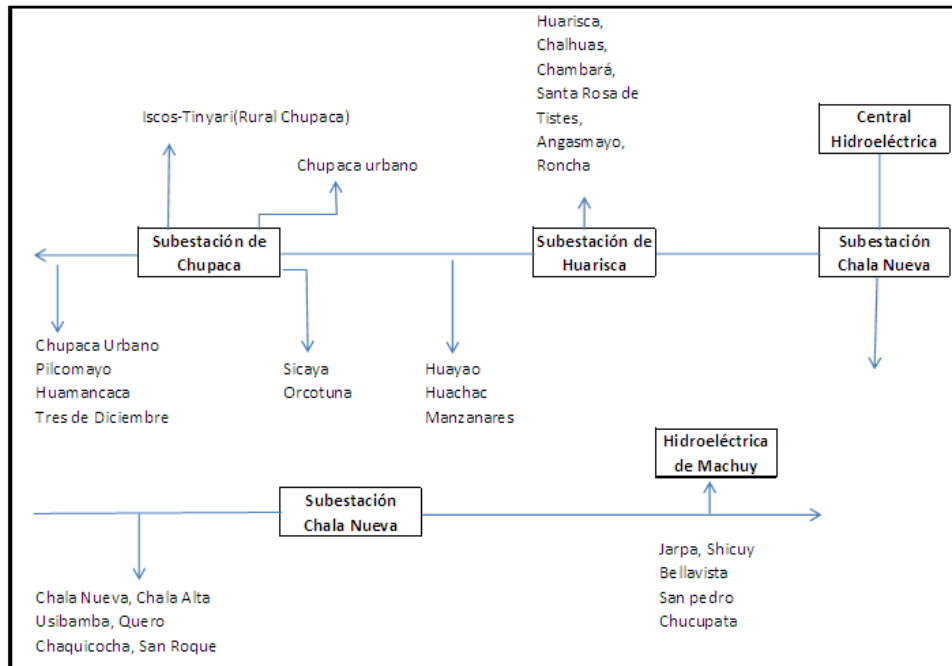 Huarisca,
Chalhuas,
Chambará,
Santa Rosa de
Tistes,
Angasmayo,
Roncha
Iscos-Tinyari(Rural Chupaca)
Chupaca urbano
Central
Hidroeléctrica
Subestación de
Chupaca
Subestación de
Huarisca
Subestación
Chala Nueva
Chupaca Urbano
Pilcomayo
Huamancaca
Tres de Diciembre
Sicaya
Orcotuna
Huayao
Huachac
Manzanares
Hidroeléctrica
de Machuy
Subestación
Chala Nueva
Chala Nueva, Chala Alta
Usibamba, Quero
Chaquicocha, San Roque
Jarpa, Shicuy
Bellavista
San pedro
Chucupata